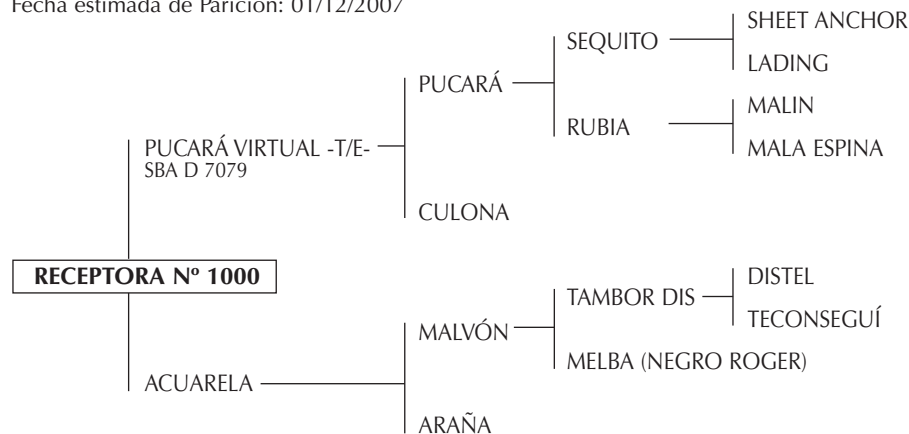 Fecha estimada de Parición: 01/12/2007
SHEET ANCHOR
SEQUITO
LADING
PUCARÁ
MALIN
RUBIA
PUCARÁ VIRTUAL -T/E-
MALA ESPINA
SBA D 7079
CULONA
RECEPTORA Nº 1000
DISTEL
TAMBOR DIS
TECONSEGUÍ
MALVÓN
MELBA (NEGRO ROGER)
ACUARELA
ARAÑA